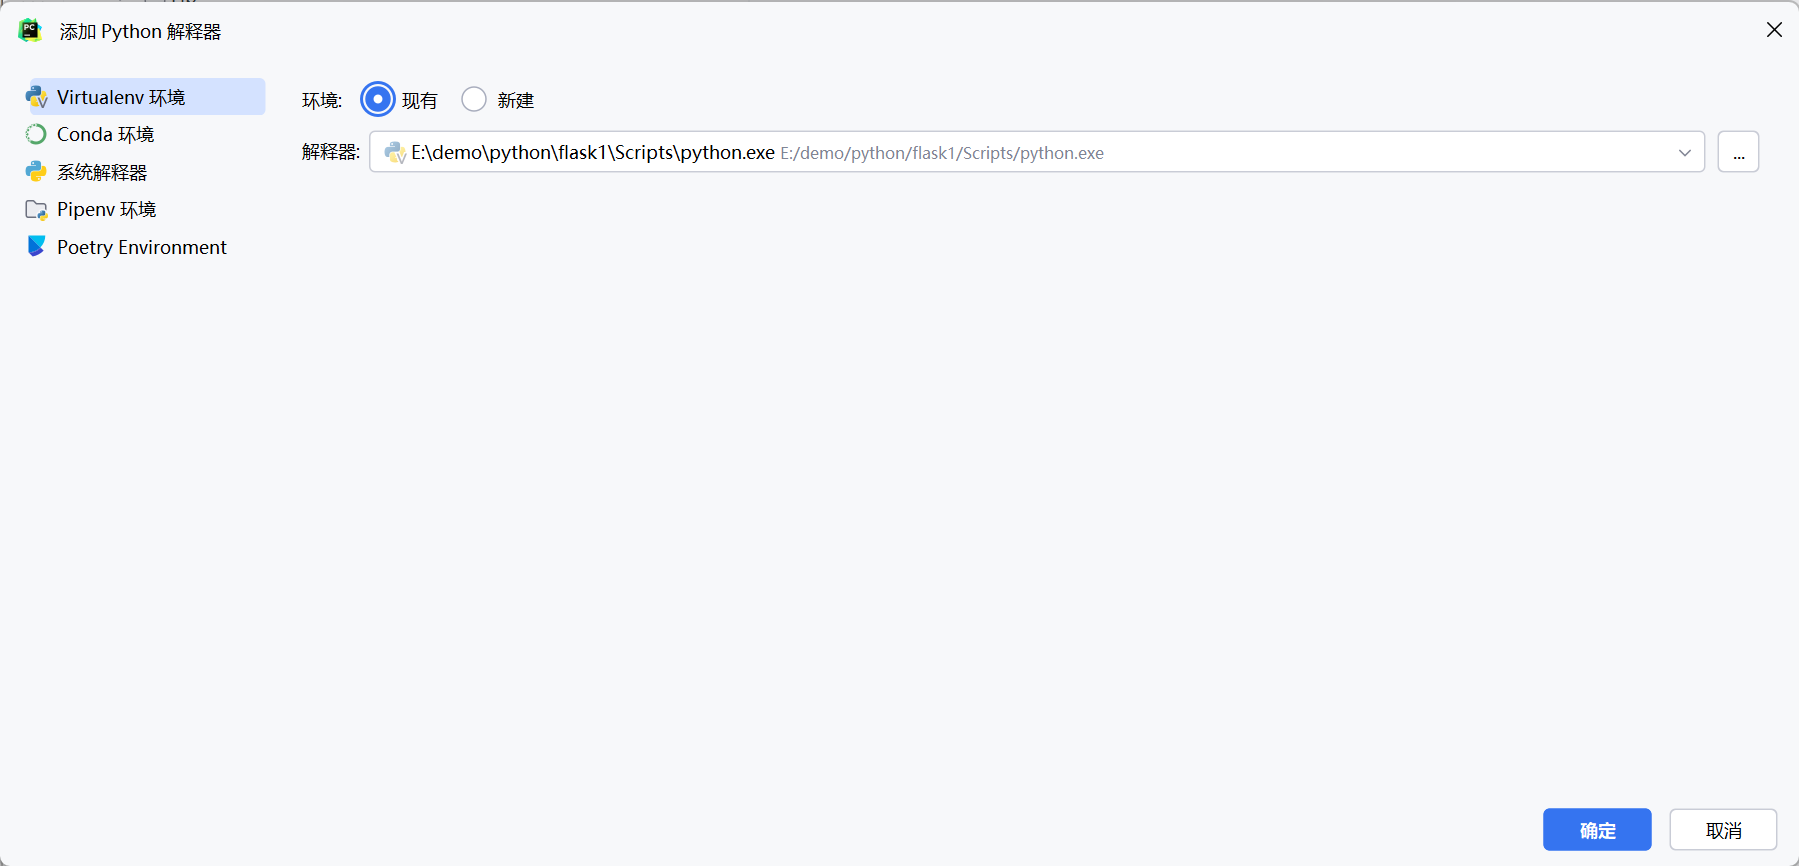 添加 Python 解释器
Virtualenv 环境
Conda 环境
系统解释器
Pipenv 环境
Poetry Environment
环境: 现有 新建
解释器: E:\demo\python\flask1\Scripts\python.exe E:/demo/python/flask1/Scripts/python.exe ...
确定 取消